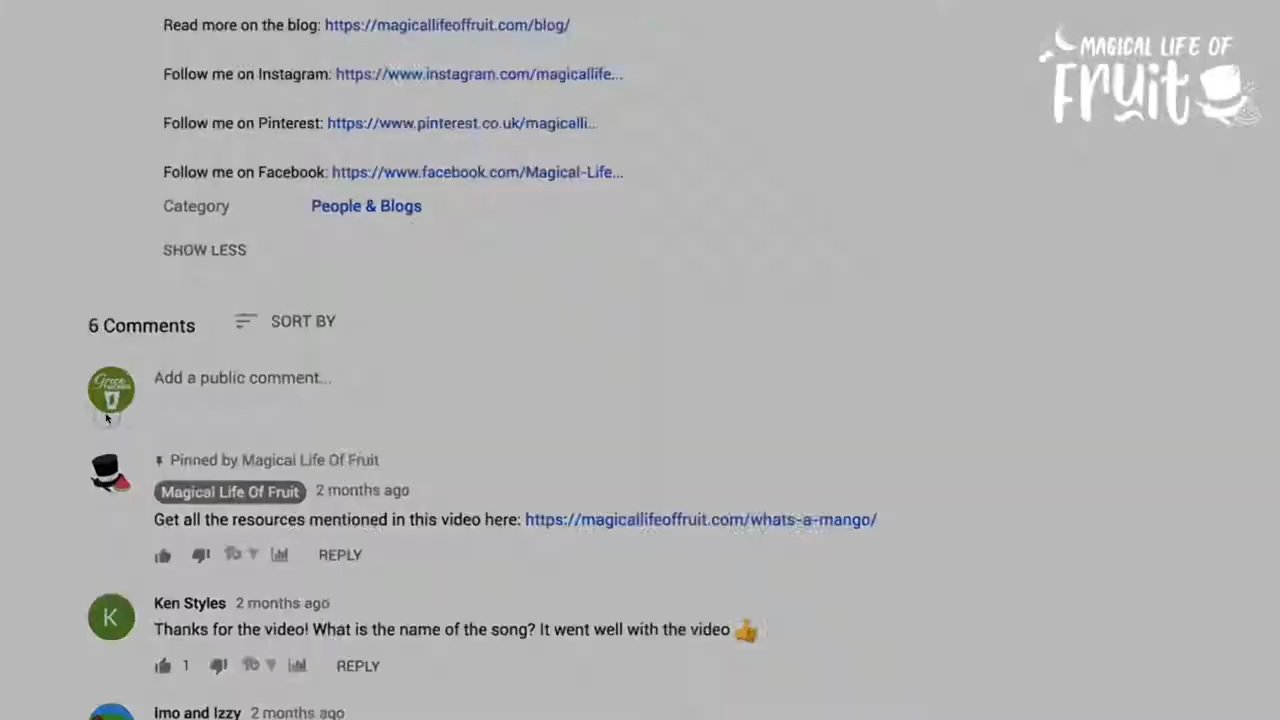 Read more on the blog: https://magicallifeoffruit.com/blog/
MAGICAL LIFE OF
Fruit
Follow me on Instagram: https://www.instagram.com/magicallife...
Follow me on Pinterest: https://www.pinterest.co.uk/magicalli...
Follow me on Facebook: https://www.facebook.com/Magical-Life...
Category People & Blogs
SHOW LESS
6 Comments SORT BY
Green
Add a public comment...
Pinned by Magical Life Of Fruit
Magical Life Of Fruit 2 months ago
Get all the resources mentioned in this video here: https://magicallifeoffruit.com/whats-a-mango/
REPLY
K
Ken Styles 2 months ago
Thanks for the video! What is the name of the song? It went well with the video 👍
1 REPLY
Imo and Izzy 2 months ago